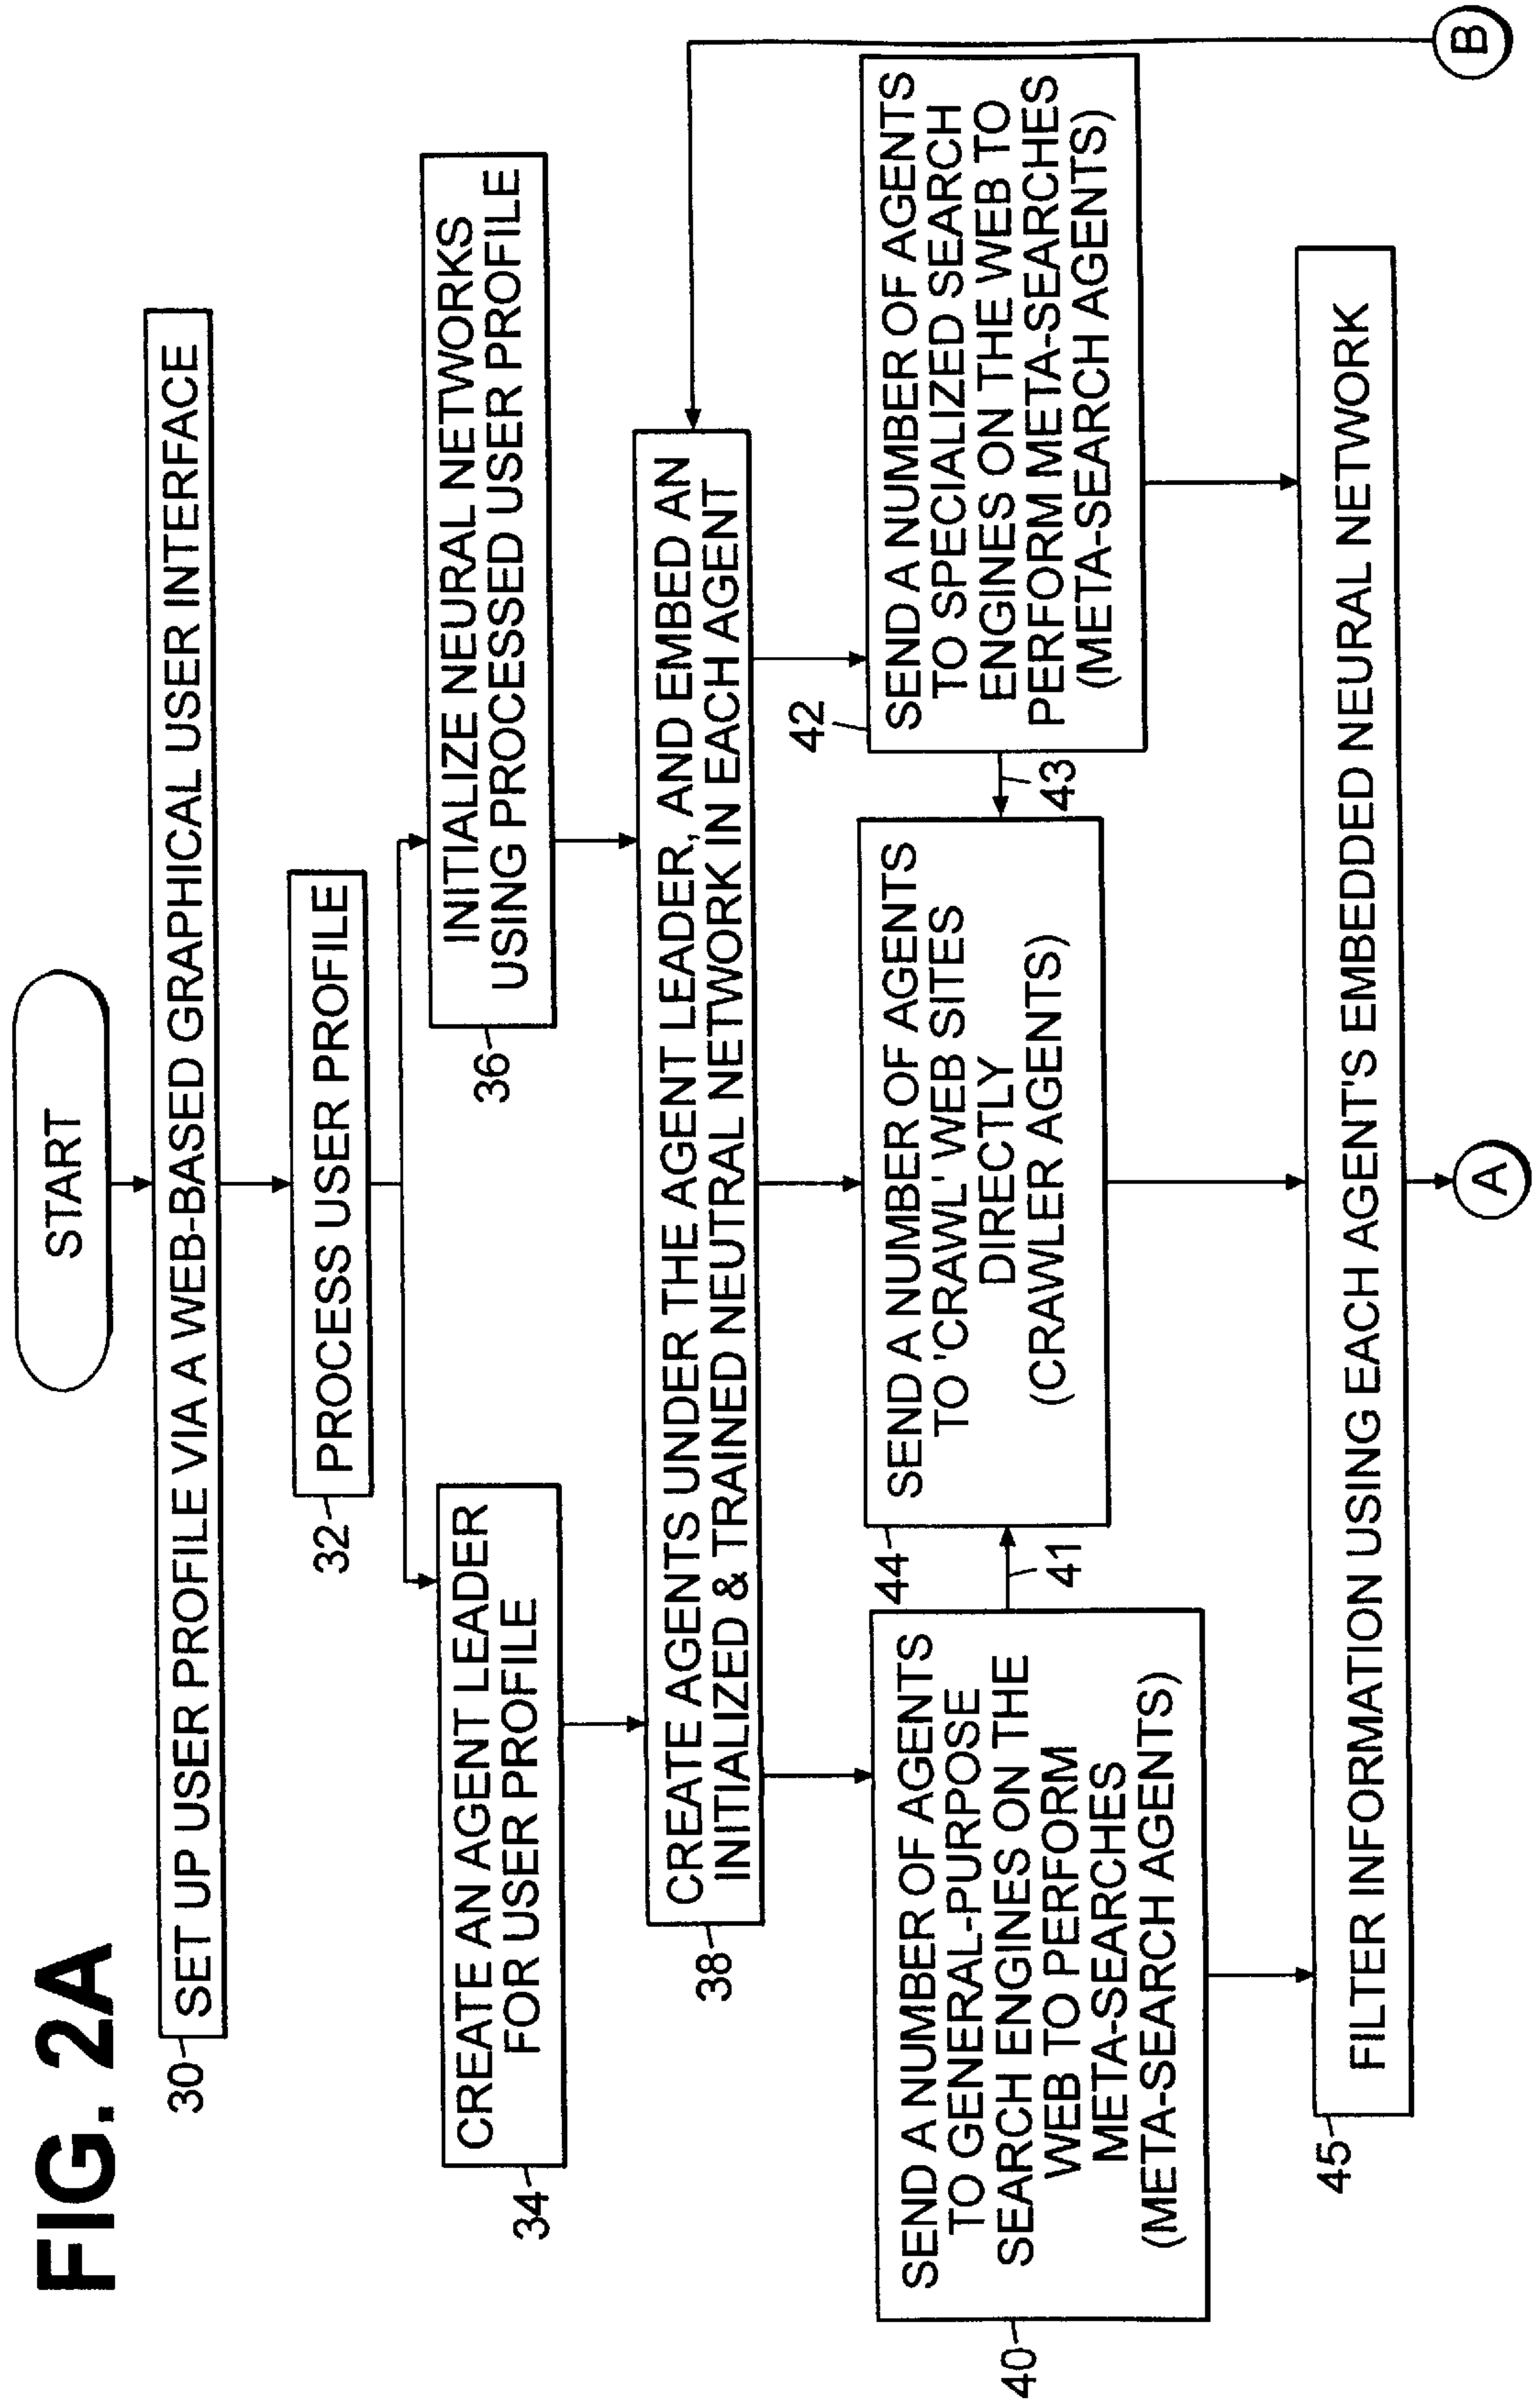 FIG. 2A
START
30
SET UP USER PROFILE VIA A WEB-BASED GRAPHICAL USER INTERFACE
32
PROCESS USER PROFILE
34
CREATE AN AGENT LEADER
FOR USER PROFILE
36
INITIALIZE NEURAL NETWORKS
USING PROCESSED USER PROFILE
38
CREATE AGENTS UNDER THE AGENT LEADER, AND EMBED AN
INITIALIZED & TRAINED NEUTRAL NETWORK IN EACH AGENT
40
SEND A NUMBER OF AGENTS
TO GENERAL-PURPOSE
SEARCH ENGINES ON THE
WEB TO PERFORM
META-SEARCHES
(META-SEARCH AGENTS)
41
44
SEND A NUMBER OF AGENTS
TO 'CRAWL' WEB SITES
DIRECTLY
(CRAWLER AGENTS)
43
42
SEND A NUMBER OF AGENTS
TO SPECIALIZED SEARCH
ENGINES ON THE WEB TO
PERFORM META-SEARCHES
(META-SEARCH AGENTS)
45
FILTER INFORMATION USING EACH AGENT'S EMBEDDED NEURAL NETWORK
A
B